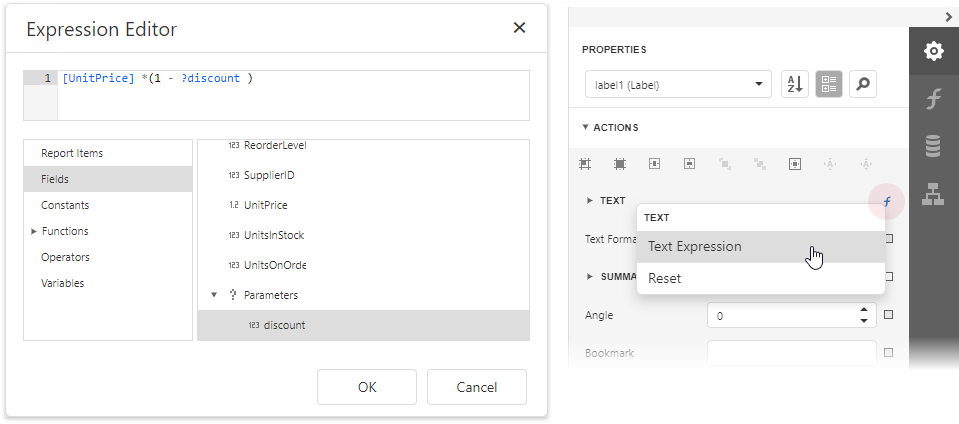 Expression Editor
1 [UnitPrice] *(1 - ?discount )
Report Items
Fields
Constants
Functions
Operators
Variables
123 ReorderLevel
123 SupplierID
1.2 UnitPrice
123 UnitsInStock
123 UnitsOnOrde
? Parameters
123 discount
OK
Cancel
PROPERTIES
label1 (Label)
A
Z
ACTIONS
TEXT
f
TEXT
Text Expression
Reset
Text Forma
SUMMA
Angle
0
Bookmark